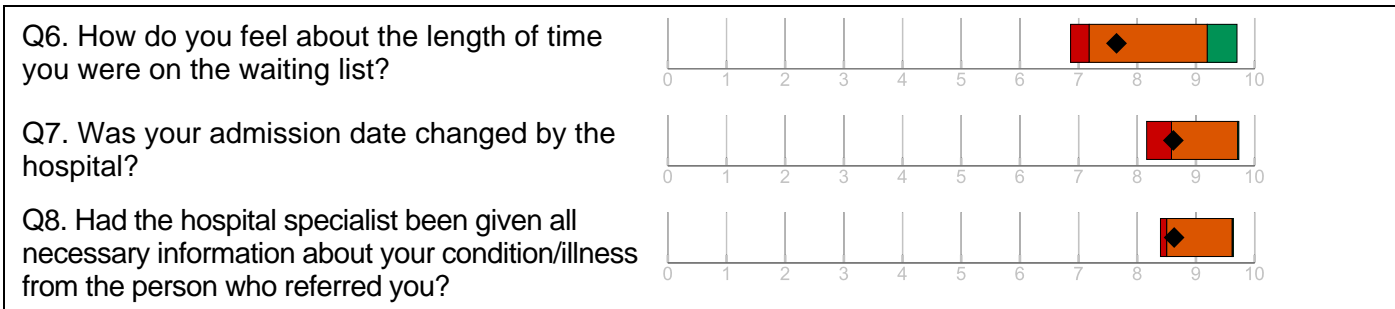 Q6. How do you feel about the length of time
you were on the waiting list?
0 1 2 3 4 5 6 7 8 9 10
Q7. Was your admission date changed by the
hospital?
0 1 2 3 4 5 6 7 8 9 10
Q8. Had the hospital specialist been given all
necessary information about your condition/illness
from the person who referred you?
0 1 2 3 4 5 6 7 8 9 10